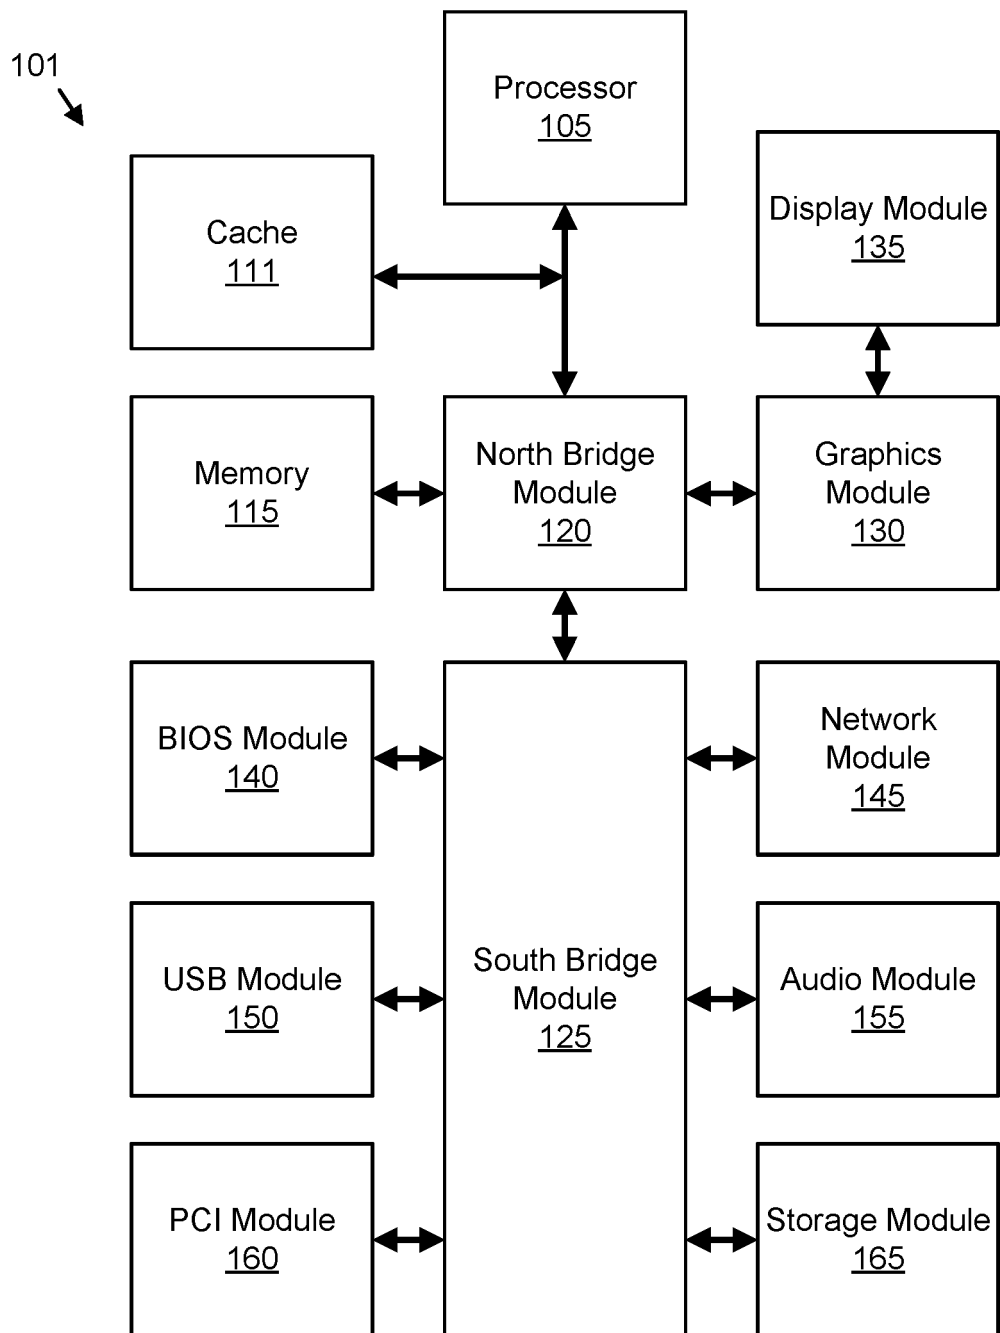 101
Processor
105
Cache
111
Display Module
135
Memory
115
North Bridge
Module
120
Graphics
Module
130
BIOS Module
140
Network
Module
145
USB Module
150
South Bridge
Module
125
Audio Module
155
PCI Module
160
Storage Module
165